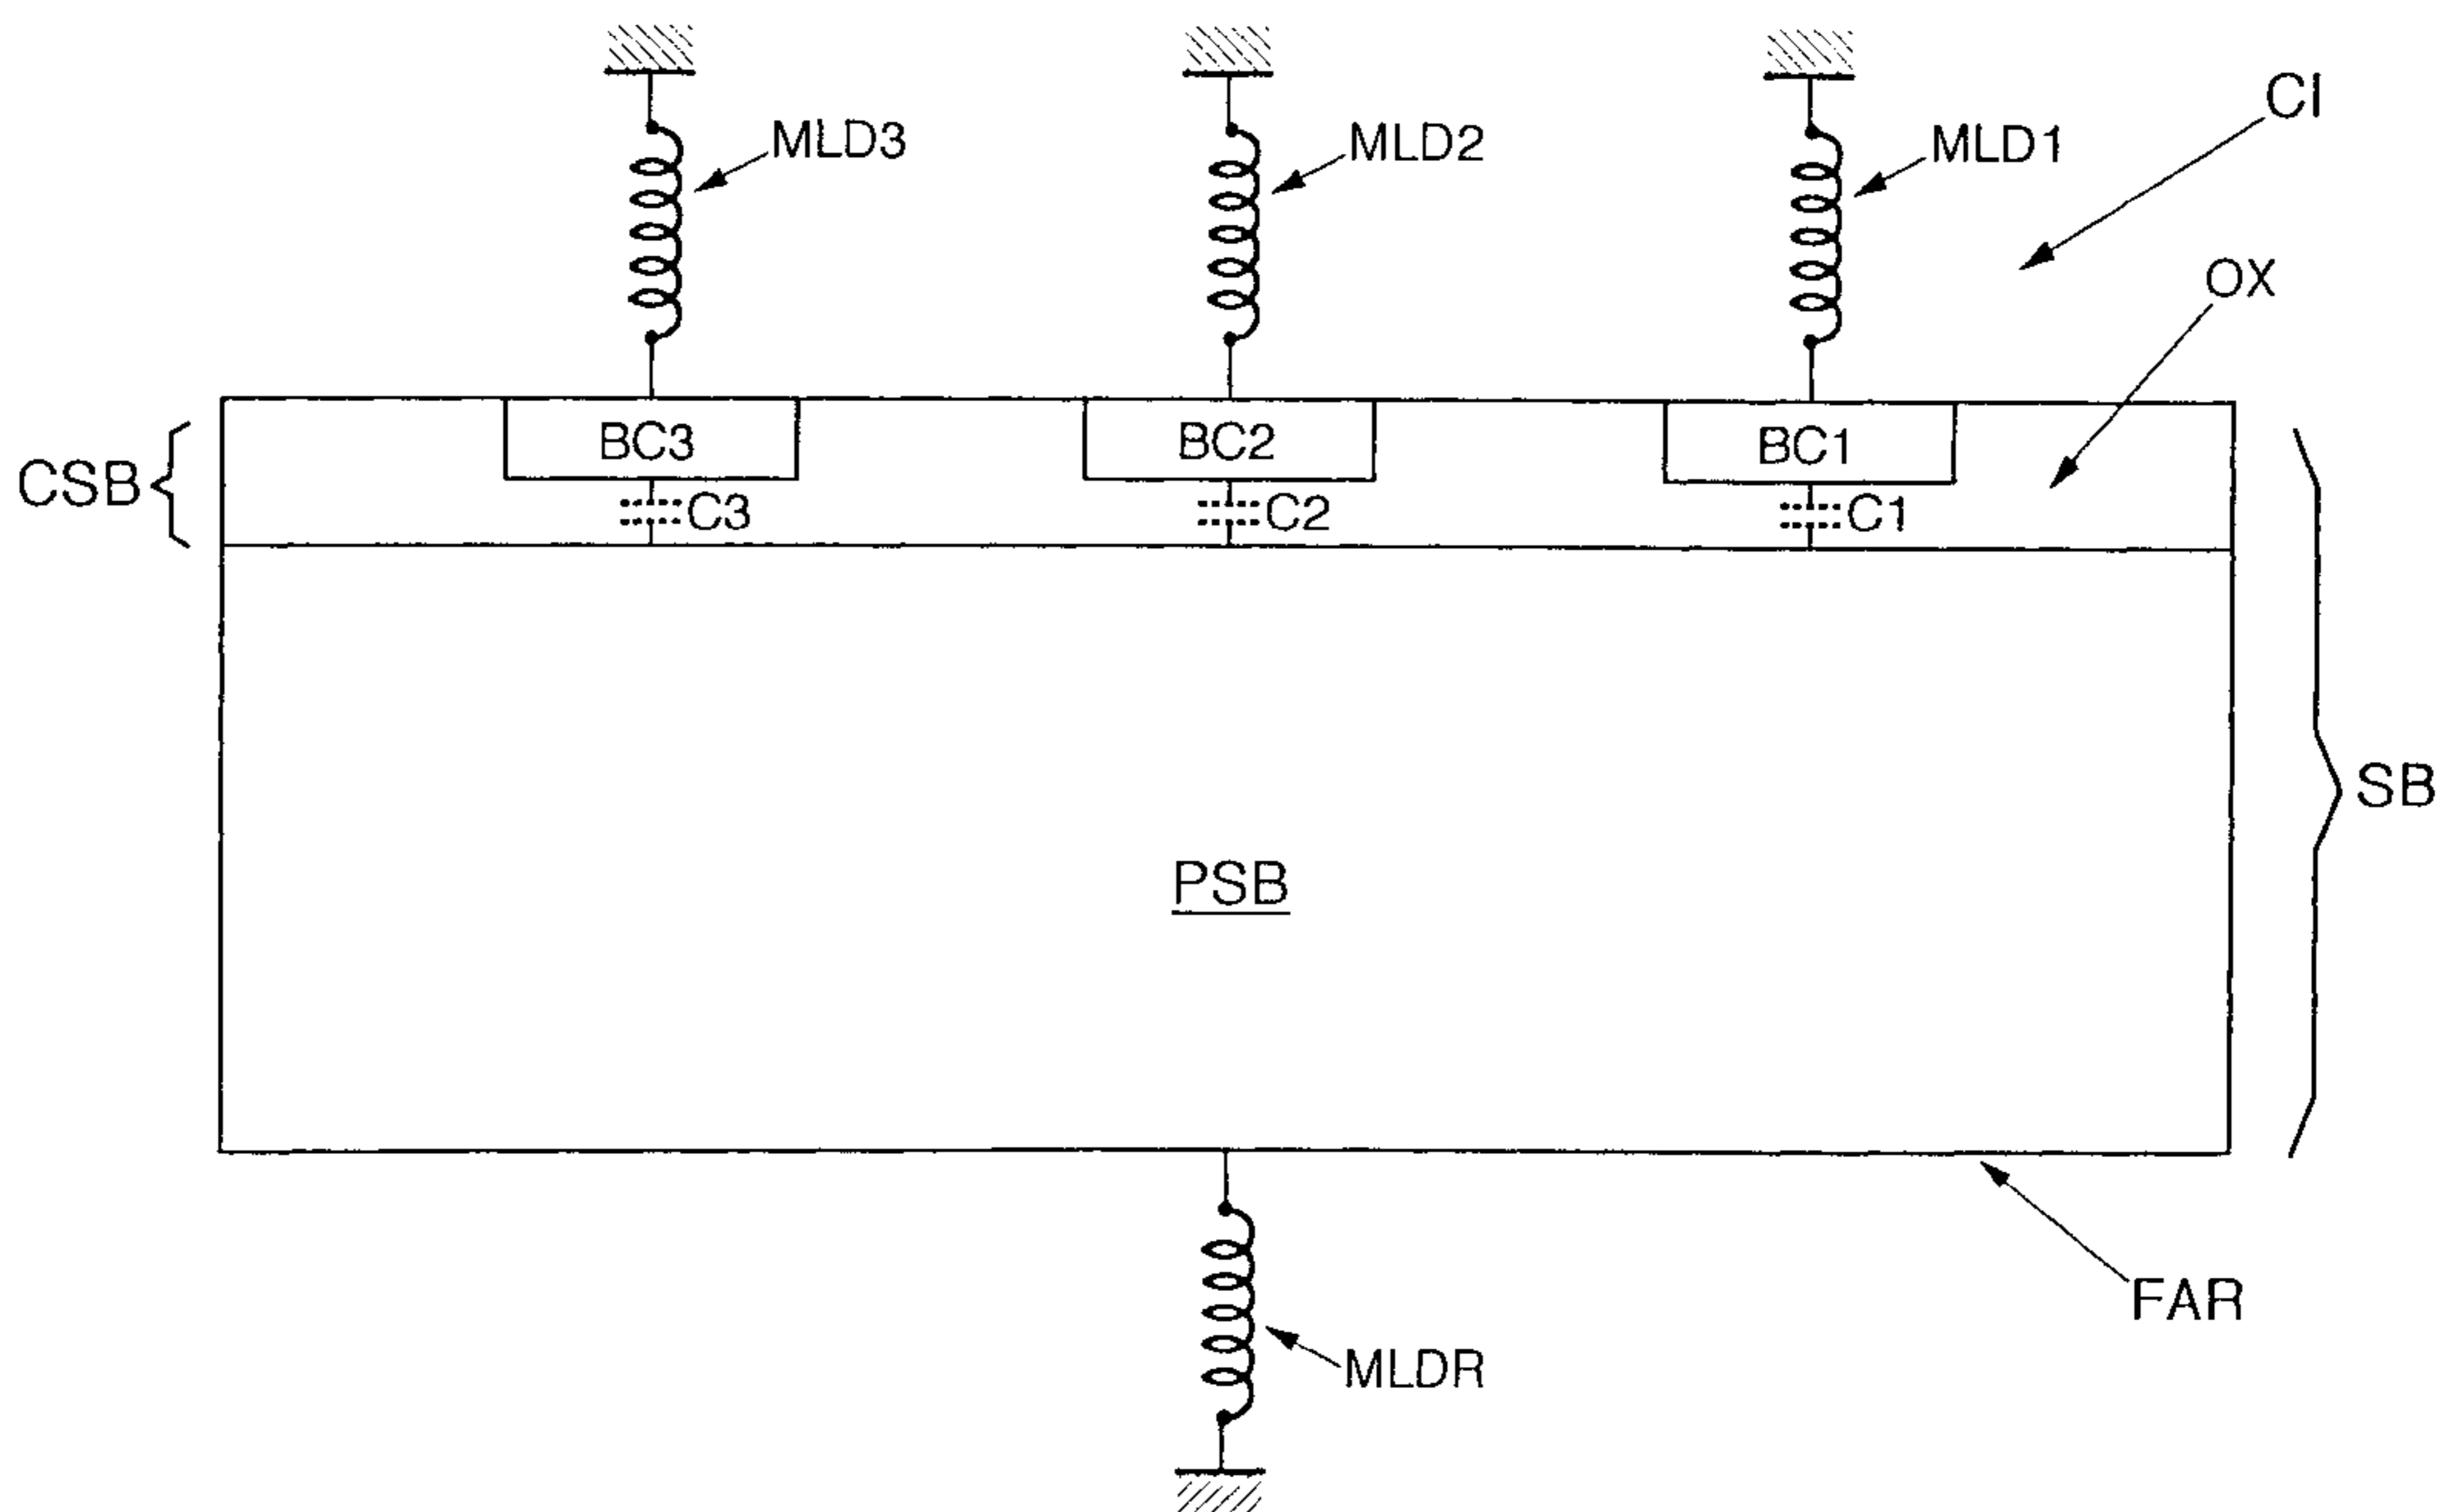 CI
MLD3
MLD2
MLD1
OX
BC3
BC2
BC1
CSB
C3
C2
C1
SB
PSB
FAR
MLDR